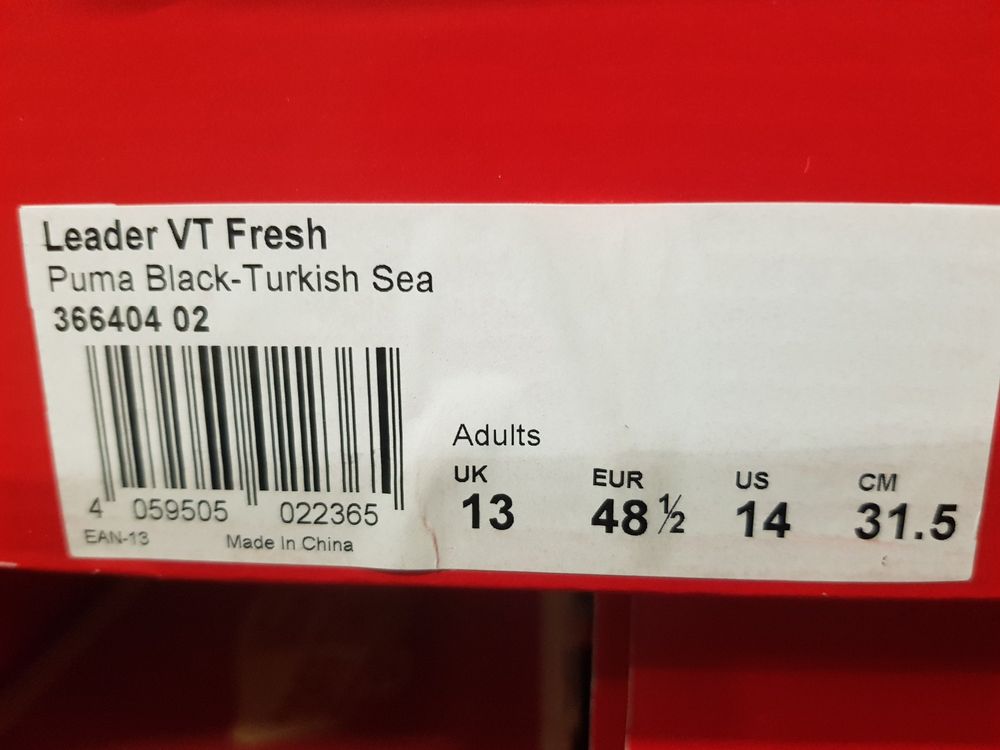 Leader VT Fresh
Puma Black-Turkish Sea
366404 02
4 059505 022365
EAN-13 Made In China
Adults
UK EUR US CM
13 48 ½ 14 31.5